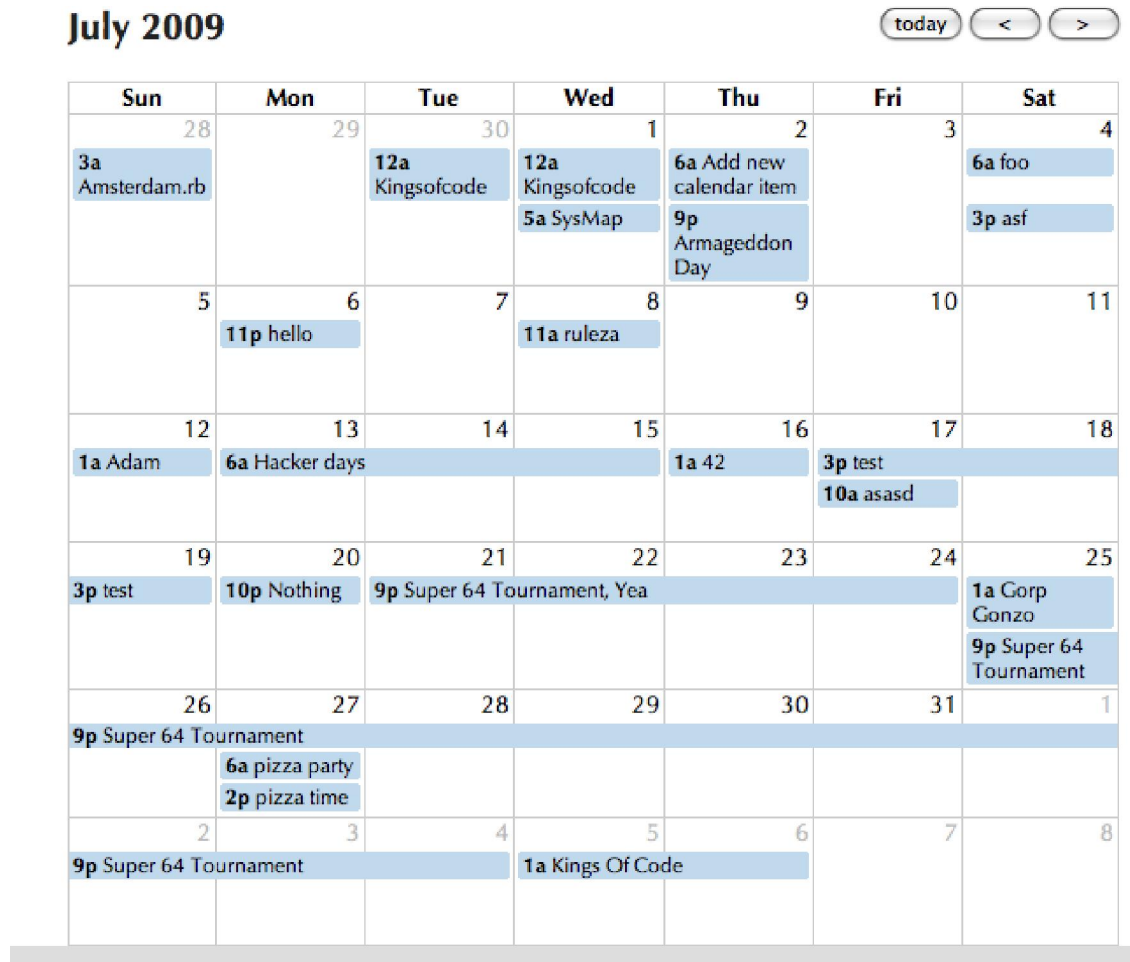 July 2009
today < >
Sun Mon Tue Wed Thu Fri Sat
28 29 30 1 2 3 4
3a
Amsterdam.rb
12a
Kingsofcode
12a
Kingsofcode
5a SysMap
6a Add new
calendar item
9p
Armageddon
Day
6a foo
3p asf
5 6 7 8 9 10 11
11p hello
11a ruleza
12 13 14 15 16 17 18
1a Adam
6a Hacker days
1a 42
3p test
10a asasd
19 20 21 22 23 24 25
3p test
10p Nothing
9p Super 64 Tournament, Yea
1a Gorp
Gonzo
9p Super 64
Tournament
26 27 28 29 30 31 1
9p Super 64 Tournament
6a pizza party
2p pizza time
2 3 4 5 6 7 8
9p Super 64 Tournament
1a Kings Of Code